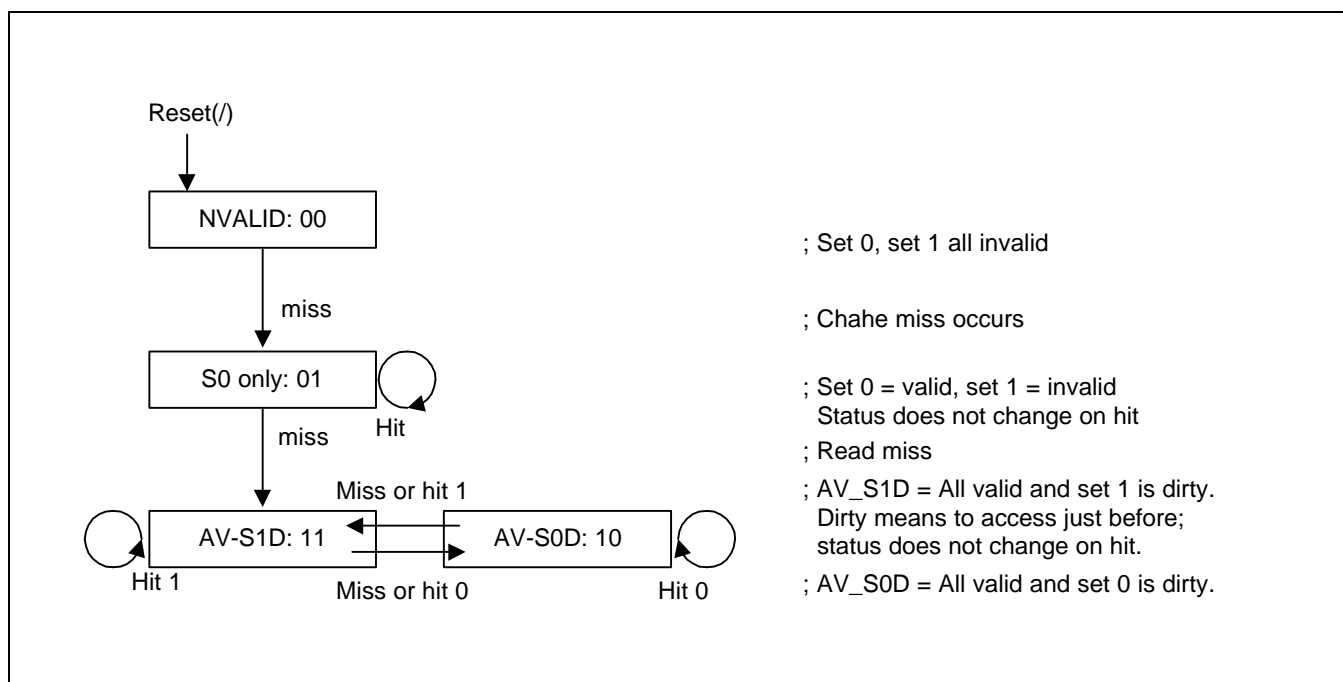 Reset(/)
NVALID: 00
; Set 0, set 1 all invalid
miss
; Chahe miss occurs
S0 only: 01
; Set 0 = valid, set 1 = invalid
Status does not change on hit
Hit
miss
; Read miss
Miss or hit 1
; AV_S1D = All valid and set 1 is dirty.
Dirty means to access just before;
status does not change on hit.
AV-S1D: 11
AV-S0D: 10
Hit 1
Miss or hit 0
Hit 0
; AV_S0D = All valid and set 0 is dirty.